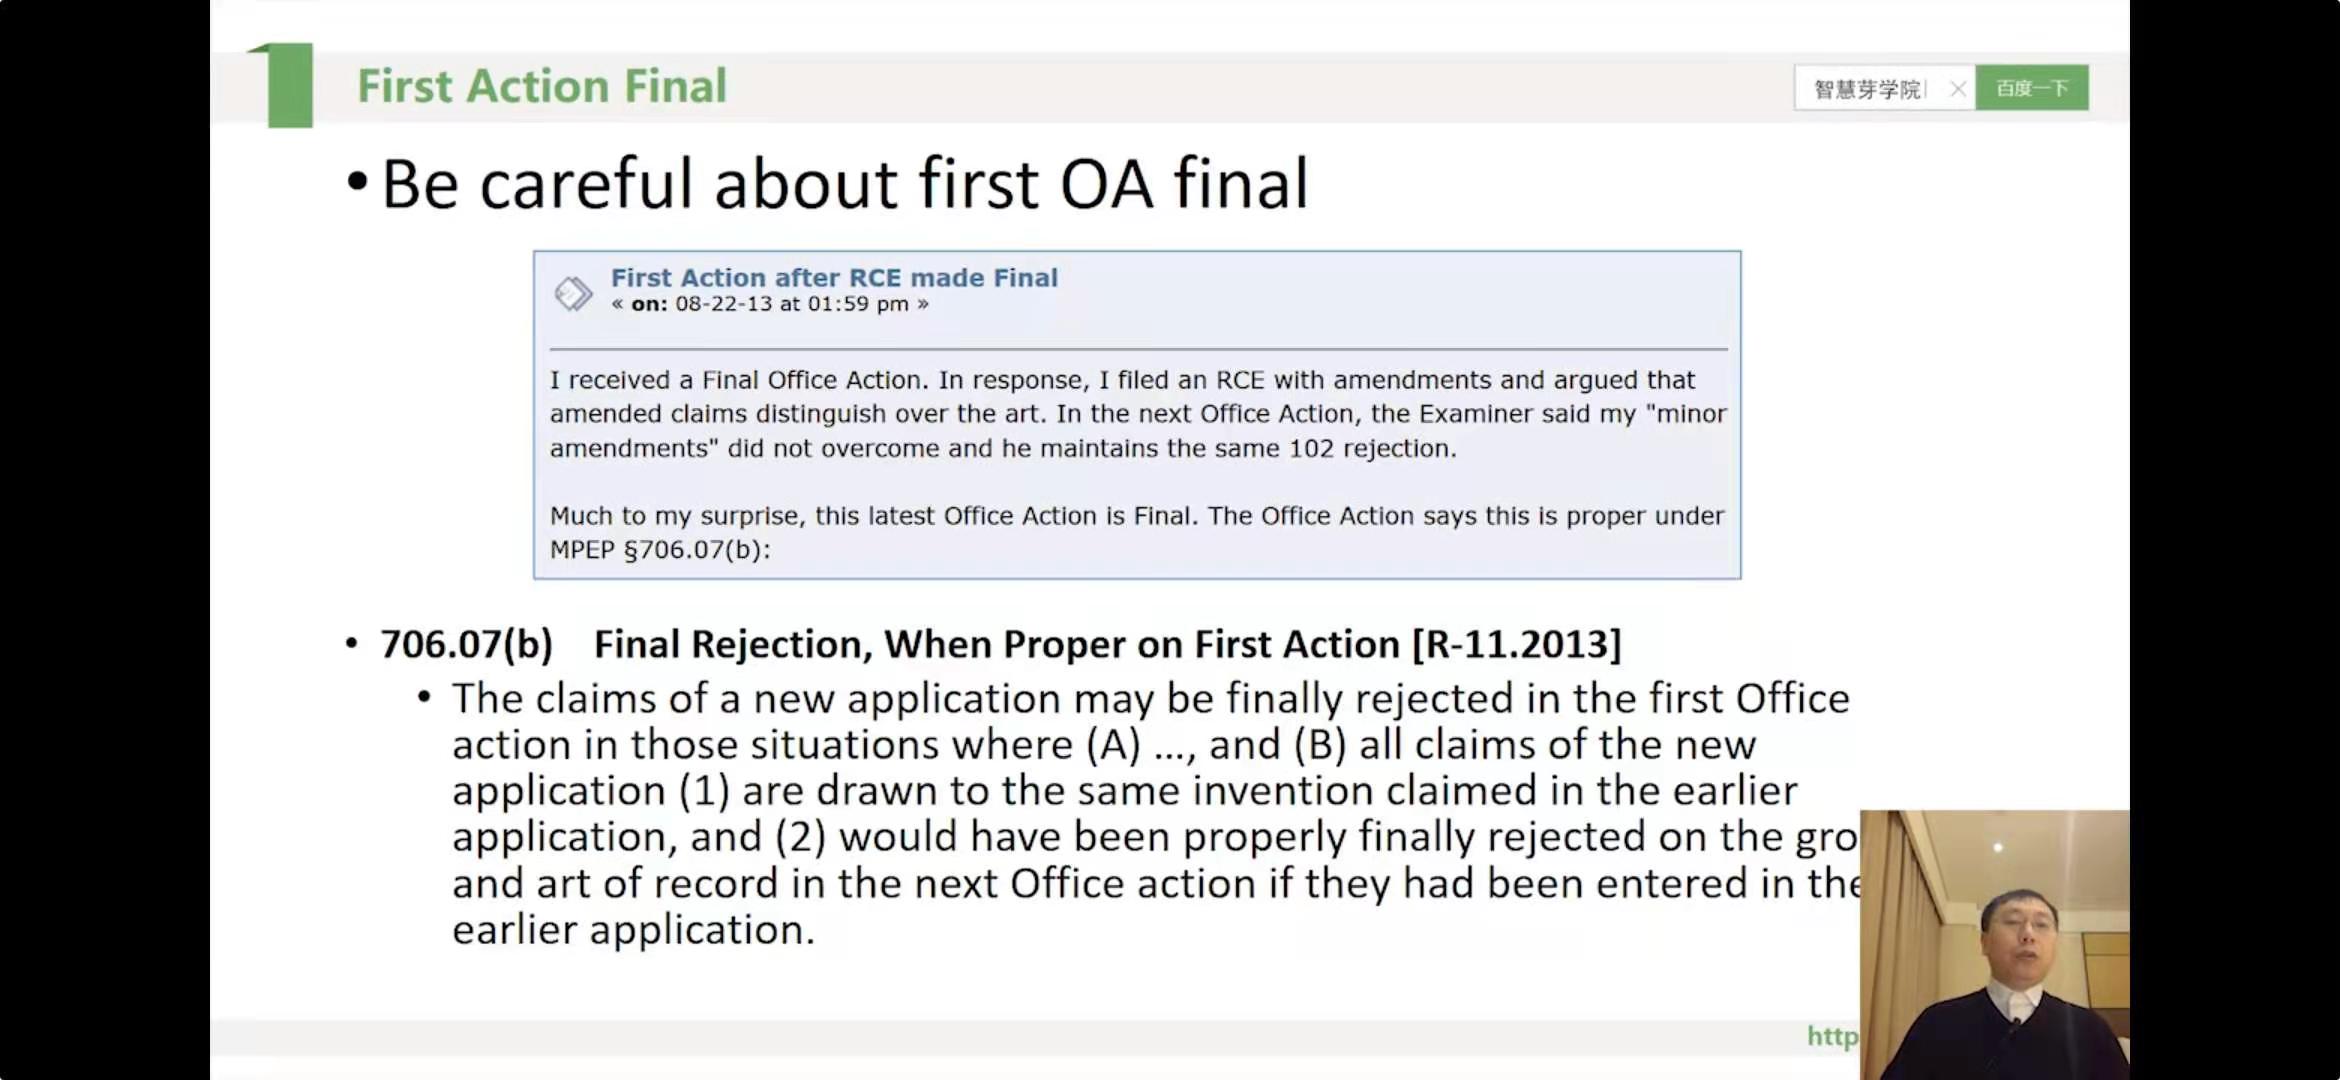 First Action Final
智慧芽学院
百度一下
•Be careful about first OA final
First Action after RCE made Final
« on: 08-22-13 at 01:59 pm »
I received a Final Office Action. In response, I filed an RCE with amendments and argued that
amended claims distinguish over the art. In the next Office Action, the Examiner said my "minor
amendments" did not overcome and he maintains the same 102 rejection.
Much to my surprise, this latest Office Action is Final. The Office Action says this is proper under
MPEP §706.07(b):
• 706.07(b) Final Rejection, When Proper on First Action [R-11.2013]
• The claims of a new application may be finally rejected in the first Office
action in those situations where (A) ..., and (B) all claims of the new
application (1) are drawn to the same invention claimed in the earlier
application, and (2) would have been properly finally rejected on the gro
and art of record in the next Office action if they had been entered in the
earlier application.
http